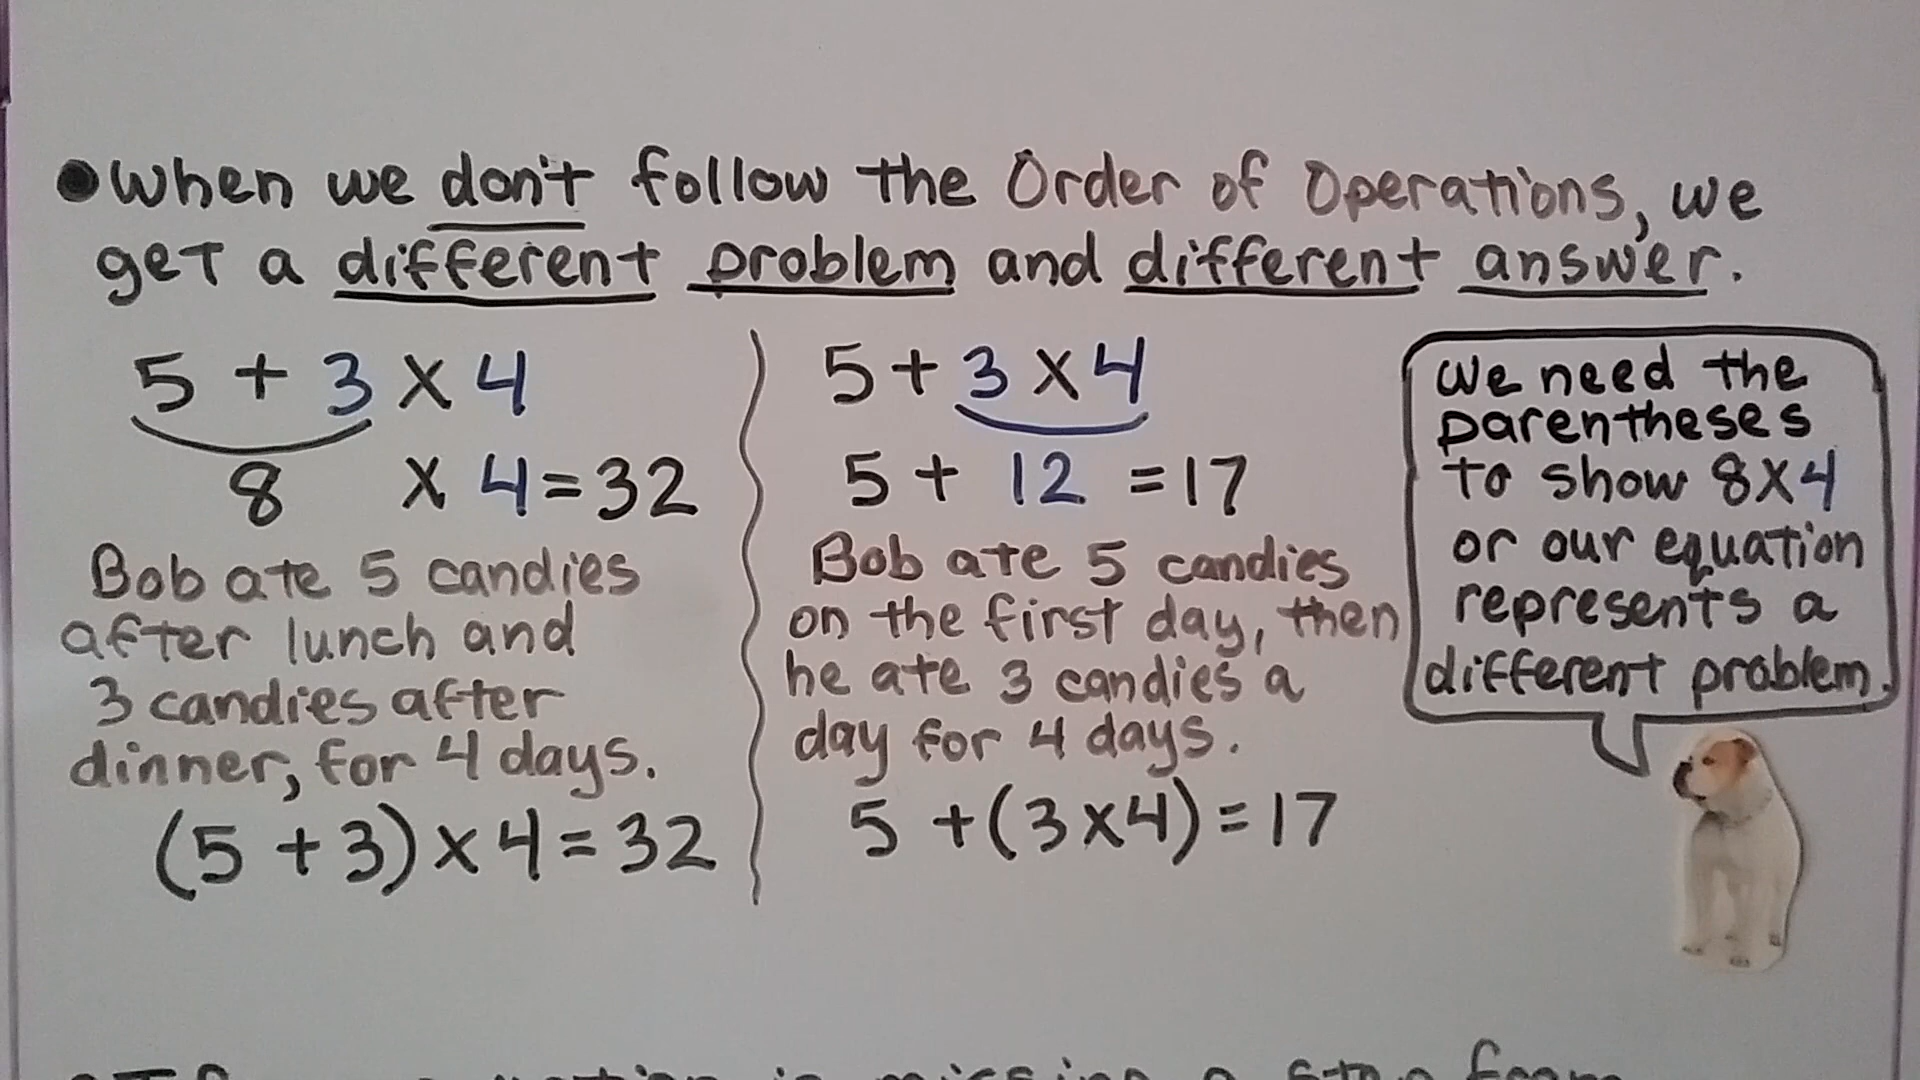 ●When we don't follow the Order of Operations, we
get a different problem and different answer.
5 + 3 x 4
8 x 4=32
Bob ate 5 candies
after lunch and
3 candies after
dinner, for 4 days.
(5 + 3) x 4=32
5 + 3 x 4
5 + 12 =17
Bob ate 5 candies
on the first day, then
he ate 3 candies a
day for 4 days.
5 +(3x4)=17
We need the
parentheses
to show 8x4
or our equation
represents a
different problem.